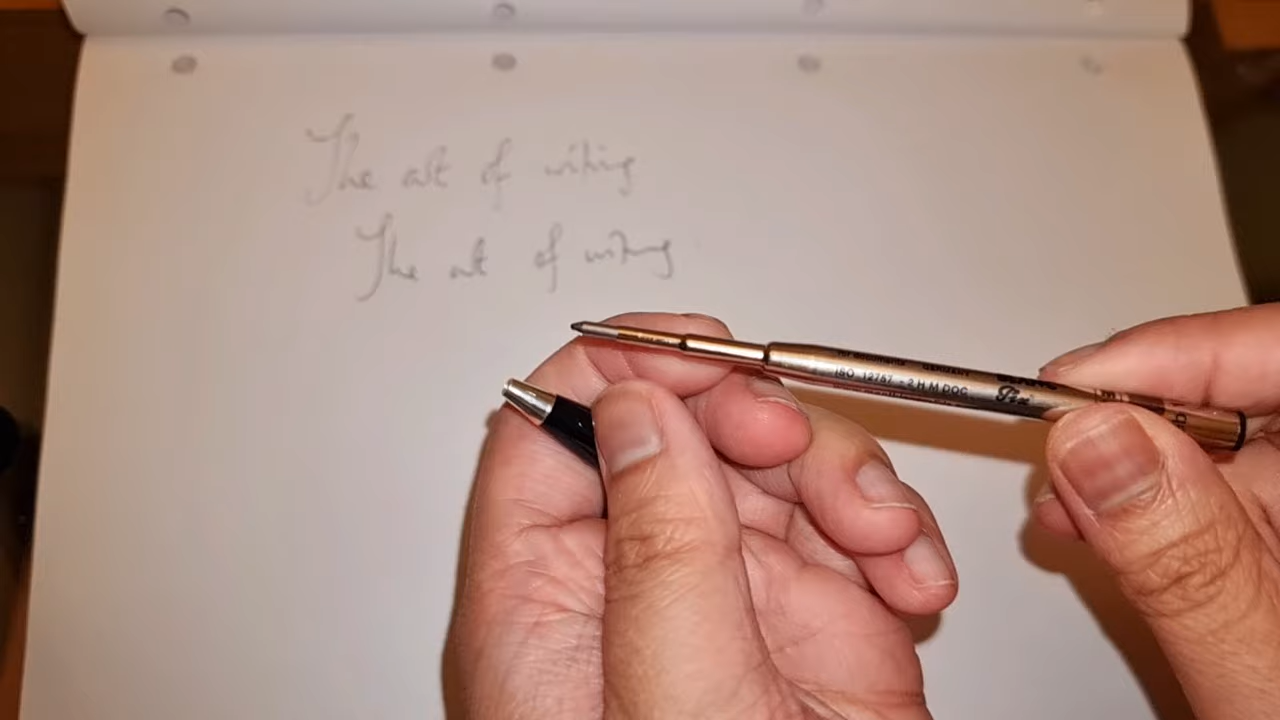 The art of writing
The art of writing
GERMANY
ISO 12757 - 2 H M DOC